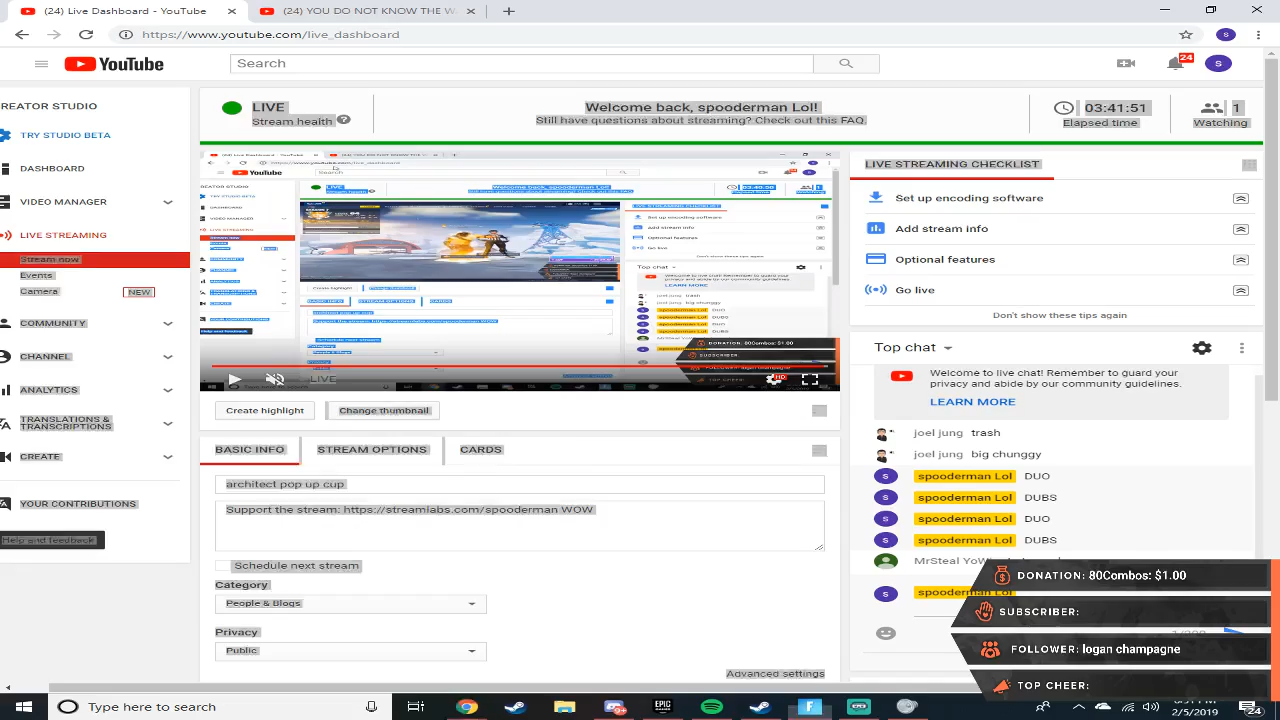 (24) Live Dashboard - YouTube
(24) YOU DO NOT KNOW THE W
https://www.youtube.com/live_dashboard
YouTube
Search
24
S
S
REATOR STUDIO
TRY STUDIO BETA
DASHBOARD
VIDEO MANAGER
LIVE STREAMING
Stream now
Events
Camera
NEW
COMMUNITY
CHANNEL
ANALYTICS
TRANSLATIONS &
TRANSCRIPTIONS
CREATE
YOUR CONTRIBUTIONS
Help and feedback
LIVE
Stream health
Welcome back, spooderman Lol!
Still have questions about streaming? Check out this FAQ.
03:41:51
Elapsed time
1
Watching
LIVE
HD
Create highlight
Change thumbnail
BASIC INFO
STREAM OPTIONS
CARDS
architect pop up cup
Support the stream: https://streamlabs.com/spooderman WOW
Schedule next stream
Category
People & Blogs
Privacy
Public
Advanced settings
LIVE STREAMING CHECKLIST
Set up encoding software
Add stream info
Optional features
Go live
Don't show these tips again
Top chat
Welcome to live chat! Remember to guard your
privacy and abide by our community guidelines.
LEARN MORE
joel jung trash
joel jung big chunggy
spooderman Lol DUO
spooderman Lol DUBS
spooderman Lol DUO
spooderman Lol DUBS
MrSteal
spooderman Lol
DONATION: 80Combos: $1.00
SUBSCRIBER:
FOLLOWER: logan champagne
TOP CHEER:
Type here to search
2/5/2019
24